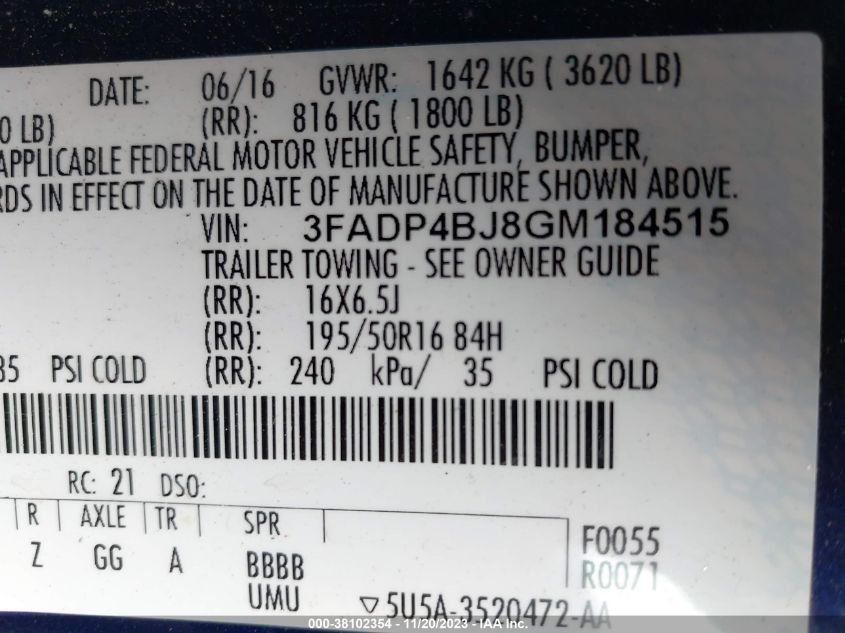 DATE: 06/16 GVWR: 1642 KG ( 3620 LB)
0 LB) (RR): 816 KG ( 1800 LB)
APPLICABLE FEDERAL MOTOR VEHICLE SAFETY, BUMPER,
RDS IN EFFECT ON THE DATE OF MANUFACTURE SHOWN ABOVE.
VIN: 3FADP4BJ8GM184515
TRAILER TOWING - SEE OWNER GUIDE
(RR): 16X6.5J
(RR): 195/50R16 84H
35 PSI COLD (RR): 240 kPa/ 35 PSI COLD
RC: 21 DSO:
R AXLE TR SPR F0055
Z GG A BBBB R0071
UMU ▽5U5A-3520472-AA
000-38102354 - 11/20/2023 - IAA Inc.